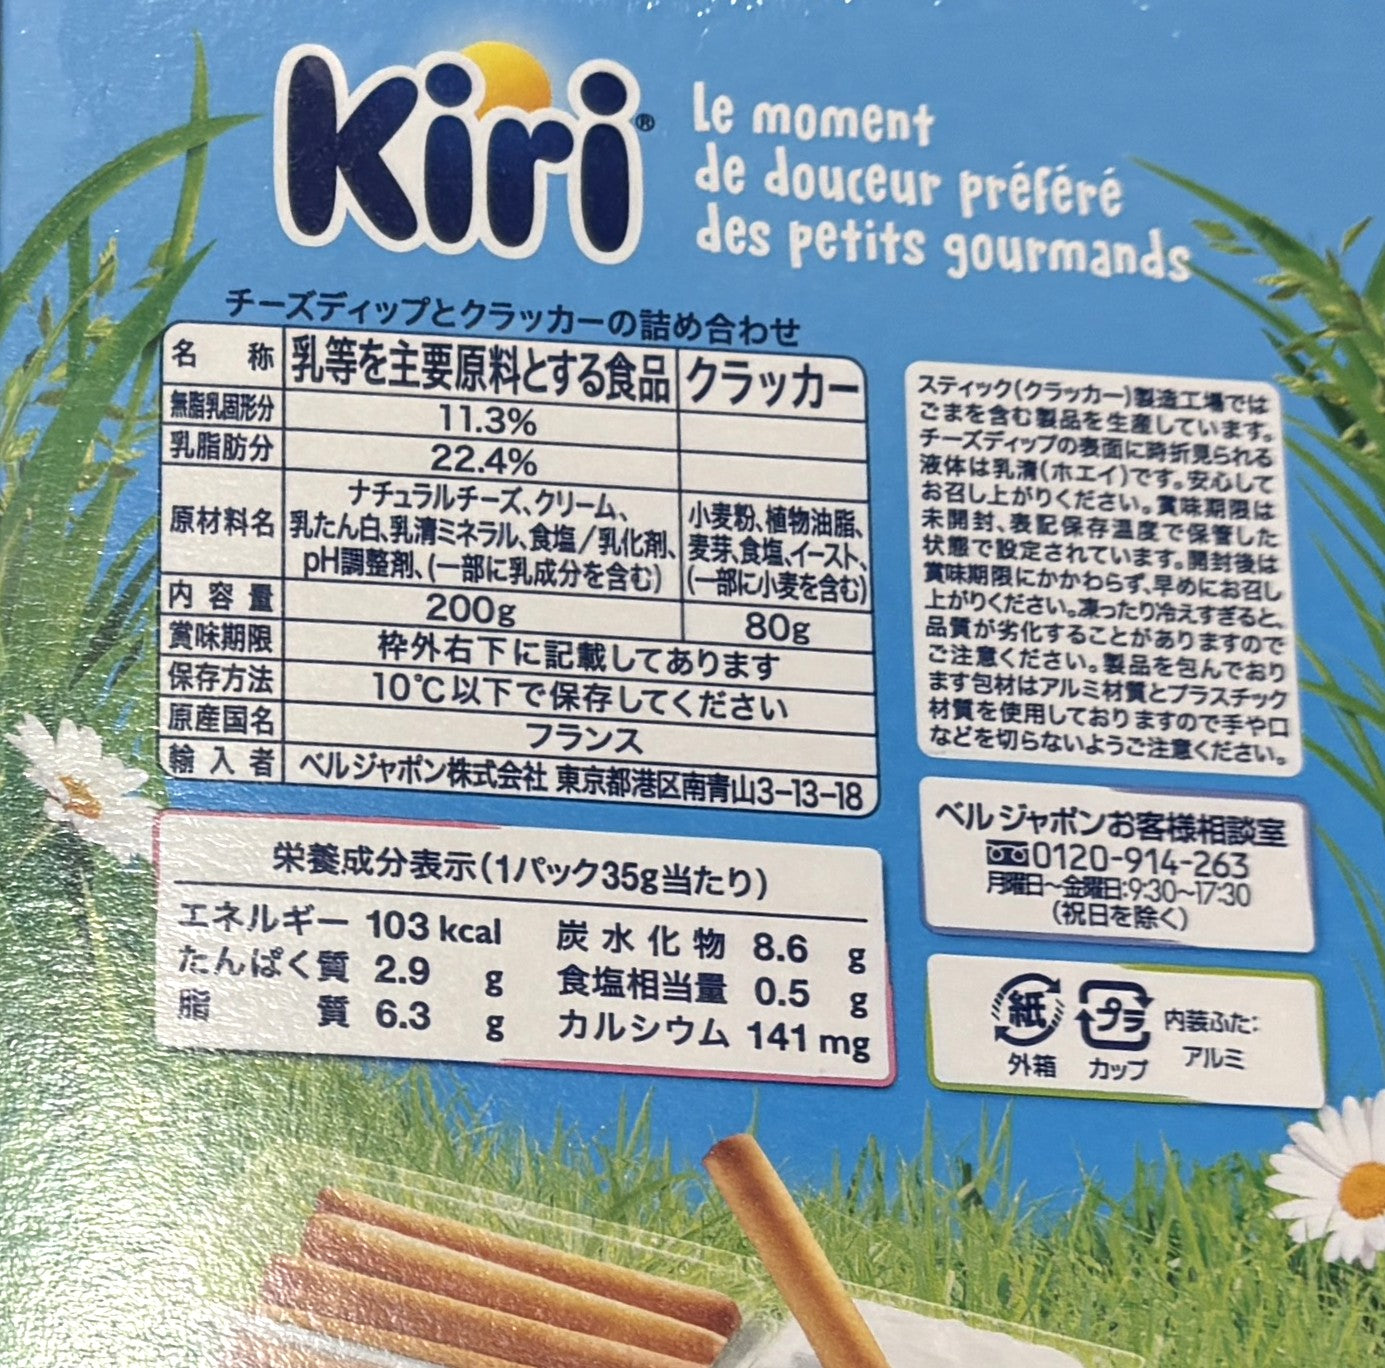 Kiri®
Le moment
de douceur préféré
des petits gourmands
チーズディップとクラッカーの詰め合わせ
名 称 乳等を主要原料とする食品 クラッカー
無脂乳固形分 11.3%
乳脂肪分 22.4%
原材料名
ナチュラルチーズ、クリーム、
乳たん白、乳清ミネラル、食塩/乳化剤、
pH調整剤、(一部に乳成分を含む)
小麦粉、植物油脂、
麦芽、食塩、イースト、
(一部に小麦を含む)
内容量 200g 80g
賞味期限 枠外右下に記載してあります
保存方法 10℃以下で保存してください
原産国名 フランス
輸入者 ベルジャポン株式会社 東京都港区南青山3-13-18
スティック(クラッカー)製造工場では
ごまを含む製品を生産しています。
チーズディップの表面に時折見られる
液体は乳清(ホエイ)です。安心して
お召し上がりください。賞味期限は
未開封、表記保存温度で保管した
状態で設定されています。開封後は
賞味期限にかかわらず、早めにお召し
上がりください。凍ったり冷えすぎると、
品質が劣化することがありますので
ご注意ください。製品を包んでおり
ます包材はアルミ材質とプラスチック
材質を使用しておりますので手や口
などを切らないようご注意ください。
栄養成分表示(1パック35g当たり)
エネルギー 103 kcal 炭水化物 8.6 g
たんぱく質 2.9 g 食塩相当量 0.5 g
脂質 6.3 g カルシウム 141 mg
ベル ジャポンお客様相談室
0120-914-263
月曜日~金曜日:9:30~17:30
(祝日を除く)
紙 プラ 内装ふた:
外箱 カップ アルミ